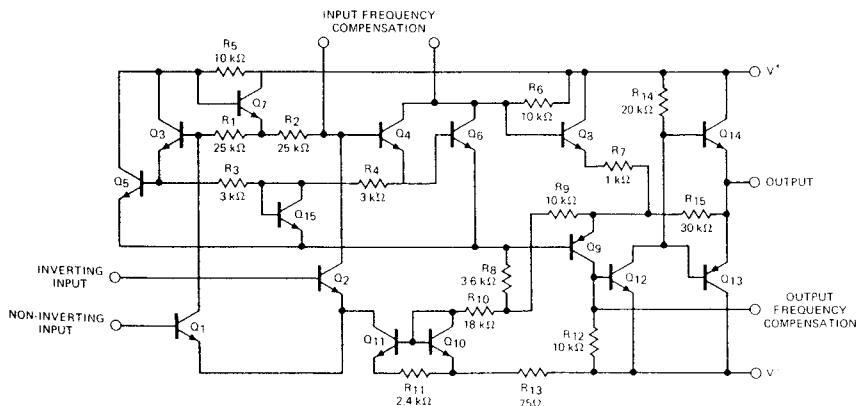 INPUT FREQUENCY
COMPENSATION
R5
10 kΩ
Q7
R6
10 kΩ
R14
20 kΩ
V+
Q3
R1
25 kΩ
R2
25 kΩ
Q4
Q6
Q8
Q14
R7
1 kΩ
Q5
R3
3 kΩ
R4
3 kΩ
OUTPUT
R9
10 kΩ
R15
30 kΩ
Q15
Q9
INVERTING
INPUT
Q2
R8
3.6 kΩ
Q12
Q13
R10
18 kΩ
NON-INVERTING
INPUT
Q1
Q11
Q10
R12
10 kΩ
OUTPUT
FREQUENCY
COMPENSATION
R11
2.4 kΩ
R13
75Ω
V-